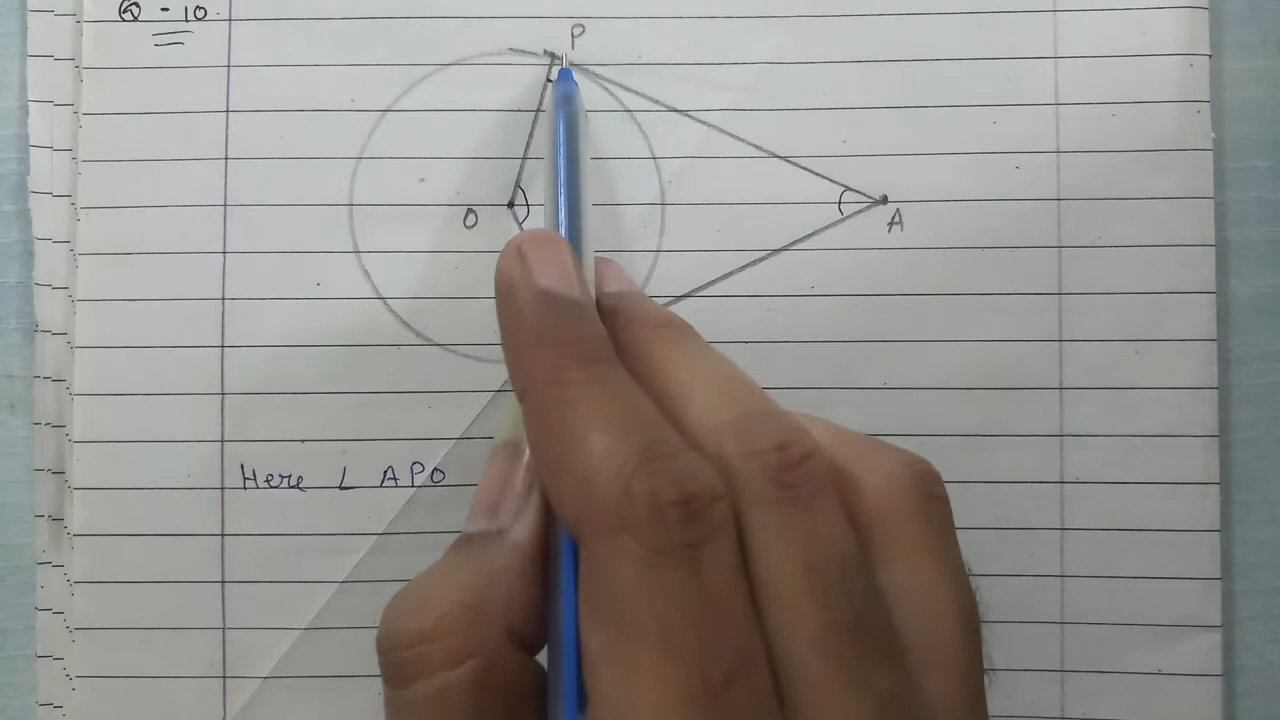 Q - 10.
P
O
A
Here ∠ APO